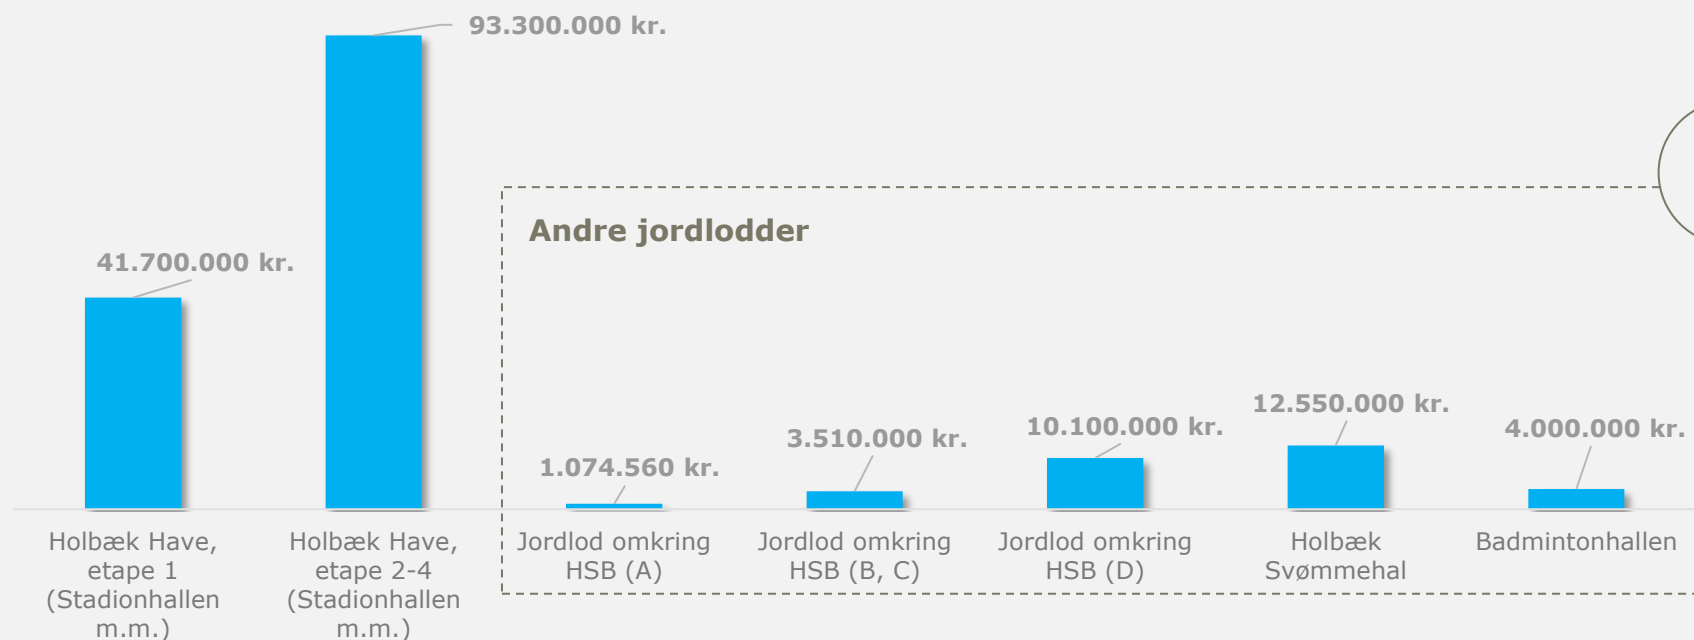 93.300.000 kr.
Andre jordlodder
41.700.000 kr.
12.550.000 kr.
10.100.000 kr.
4.000.000 kr.
3.510.000 kr.
1.074.560 kr.
Holbæk Have,
etape 1
(Stadionhallen
m.m.)
Holbæk Have,
etape 2-4
(Stadionhallen
m.m.)
Jordlod omkring
HSB (A)
Jordlod omkring
HSB (B, C)
Jordlod omkring
HSB (D)
Holbæk
Svømmehal
Badmintonhallen